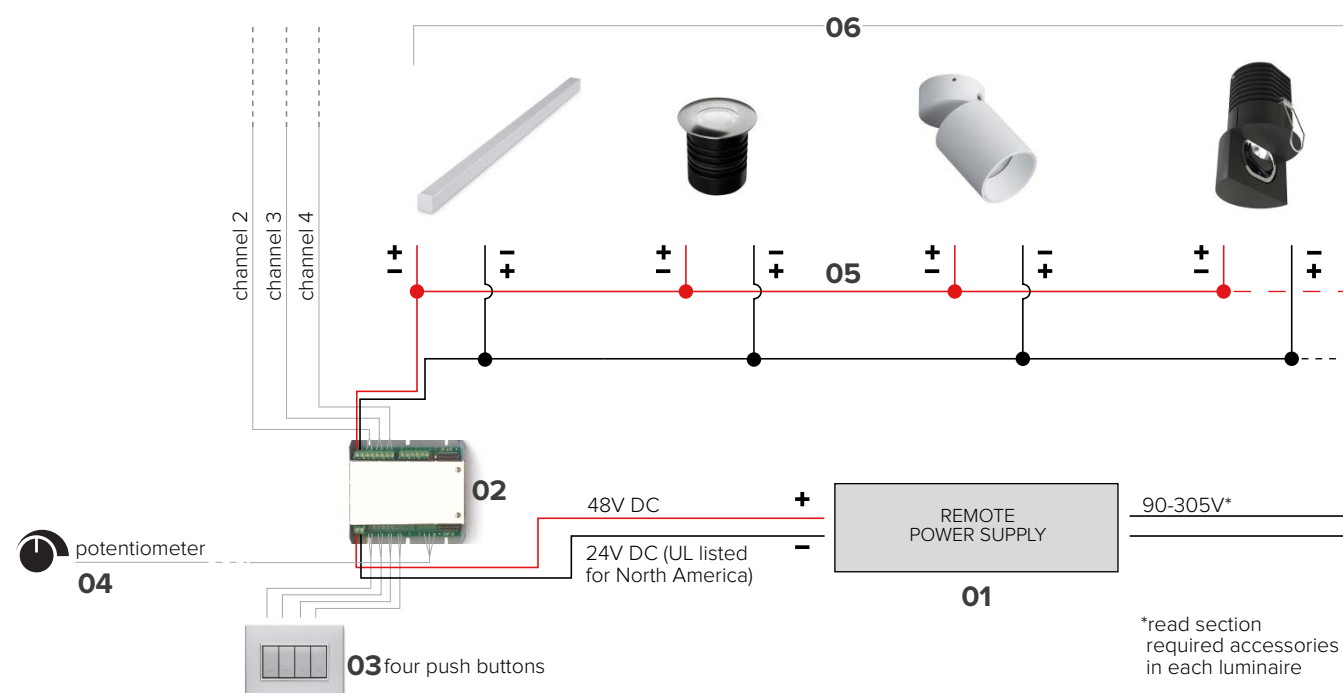 06
channel 2
channel 3
channel 4
+ − − +
+ − − +
+ − − +
+ − − +
05
02
48V DC
+
24V DC (UL listed
for North America)
−
REMOTE
POWER SUPPLY
01
90-305V*
potentiometer
04
03 four push buttons
*read section
required accessories
in each luminaire